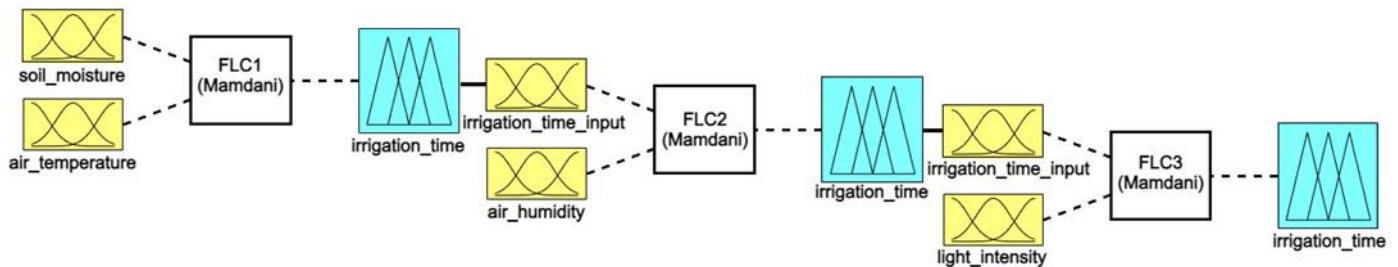 soil_moisture
air_temperature
FLC1
(Mamdani)
irrigation_time
irrigation_time_input
air_humidity
FLC2
(Mamdani)
irrigation_time
irrigation_time_input
light_intensity
FLC3
(Mamdani)
irrigation_time